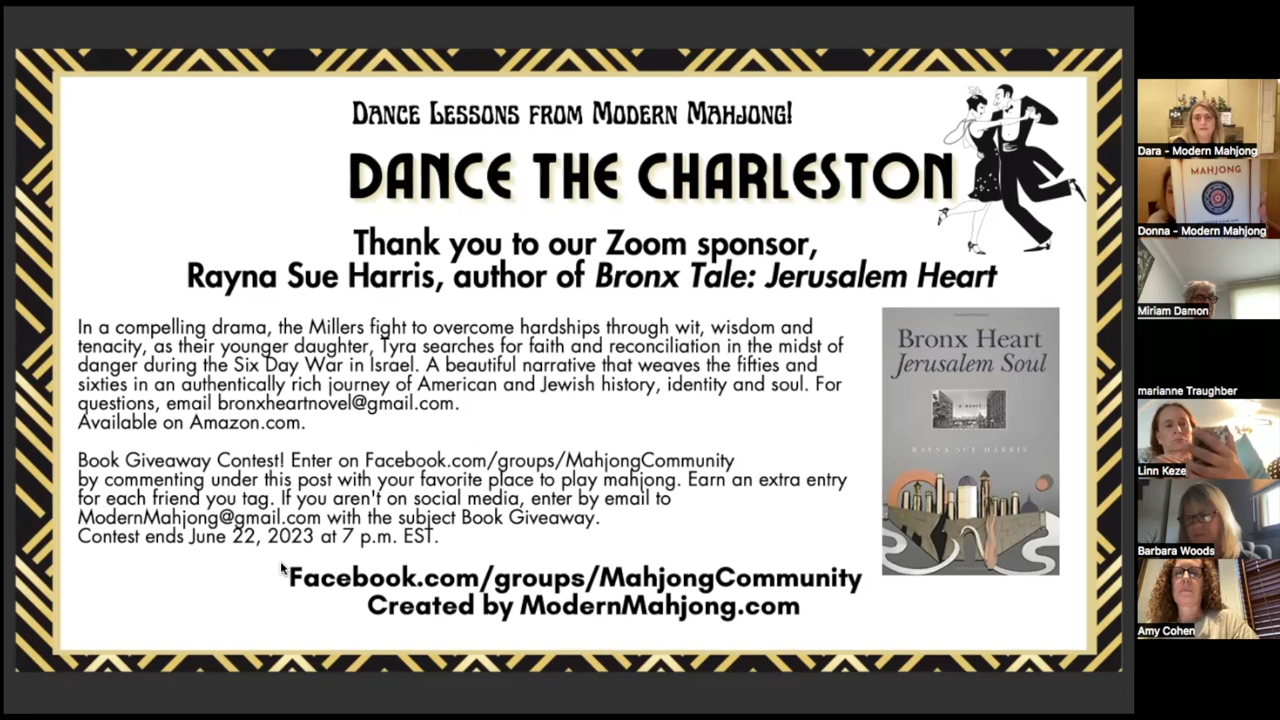 DANCE LESSONS FROM MODERN MAHJONG!
DANCE THE CHARLESTON
Thank you to our Zoom sponsor,
Rayna Sue Harris, author of Bronx Tale: Jerusalem Heart
In a compelling drama, the Millers fight to overcome hardships through wit, wisdom and
tenacity, as their younger daughter, Tyra searches for faith and reconciliation in the midst of
danger during the Six Day War in Israel. A beautiful narrative that weaves the fifties and
sixties in an authentically rich journey of American and Jewish history, identity and soul. For
questions, email bronxheartnovel@gmail.com.
Available on Amazon.com.
Book Giveaway Contest! Enter on Facebook.com/groups/MahjongCommunity
by commenting under this post with your favorite place to play mahjong. Earn an extra entry
for each friend you tag. If you aren't on social media, enter by email to
ModernMahjong@gmail.com with the subject Book Giveaway.
Contest ends June 22, 2023 at 7 p.m. EST.
Facebook.com/groups/MahjongCommunity
Created by ModernMahjong.com
Bronx Heart
Jerusalem Soul
a novel
RAYNA SUE HARRIS
Dara - Modern Mahjong
MAHJONG
Donna - Modern Mahjong
Miriam Damon
marianne Traughber
Linn Keze
Barbara Woods
Amy Cohen